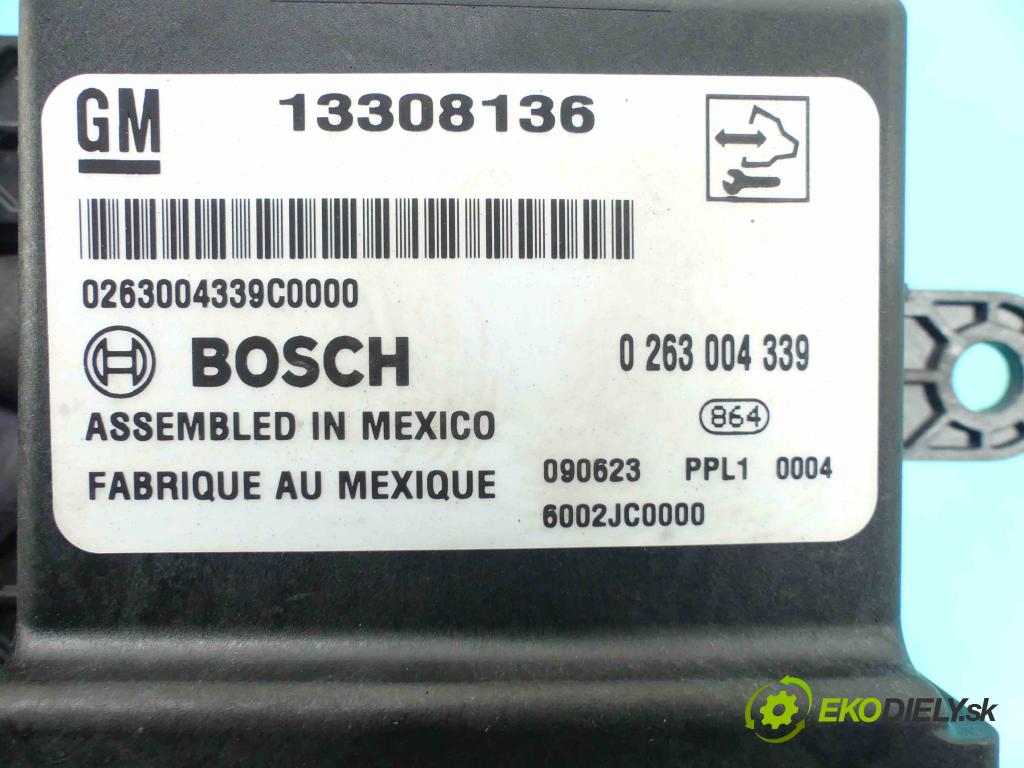 GM 13308136
0263004339C0000
BOSCH 0 263 004 339
ASSEMBLED IN MEXICO 864
FABRIQUE AU MEXIQUE 090623 PPL1 0004
6002JC0000
EKODIELY.sk